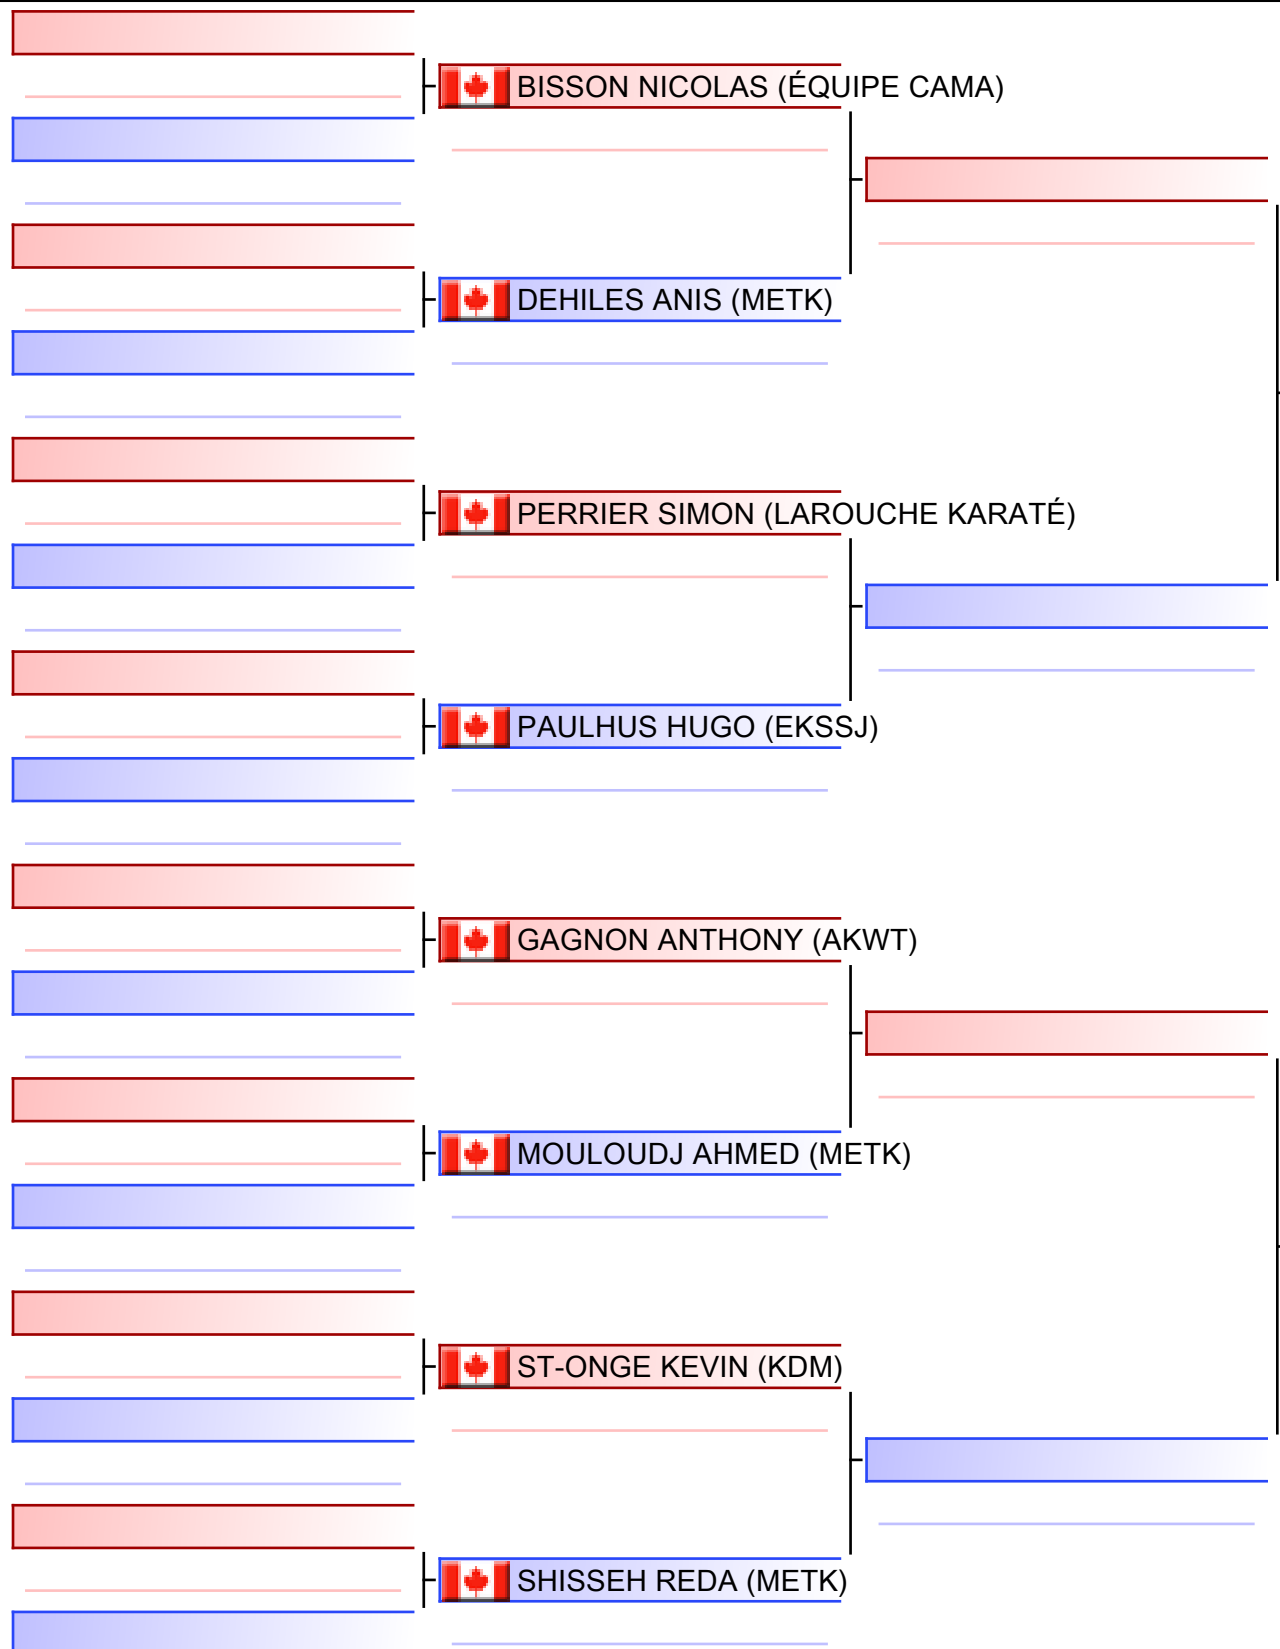 BISSON NICOLAS (ÉQUIPE CAMA)
DEHILES ANIS (METK)
PERRIER SIMON (LAROUCHE KARATÉ)
PAULHUS HUGO (EKSSJ)
GAGNON ANTHONY (AKWT)
MOULOUDJ AHMED (METK)
ST-ONGE KEVIN (KDM)
SHISSEH REDA (METK)